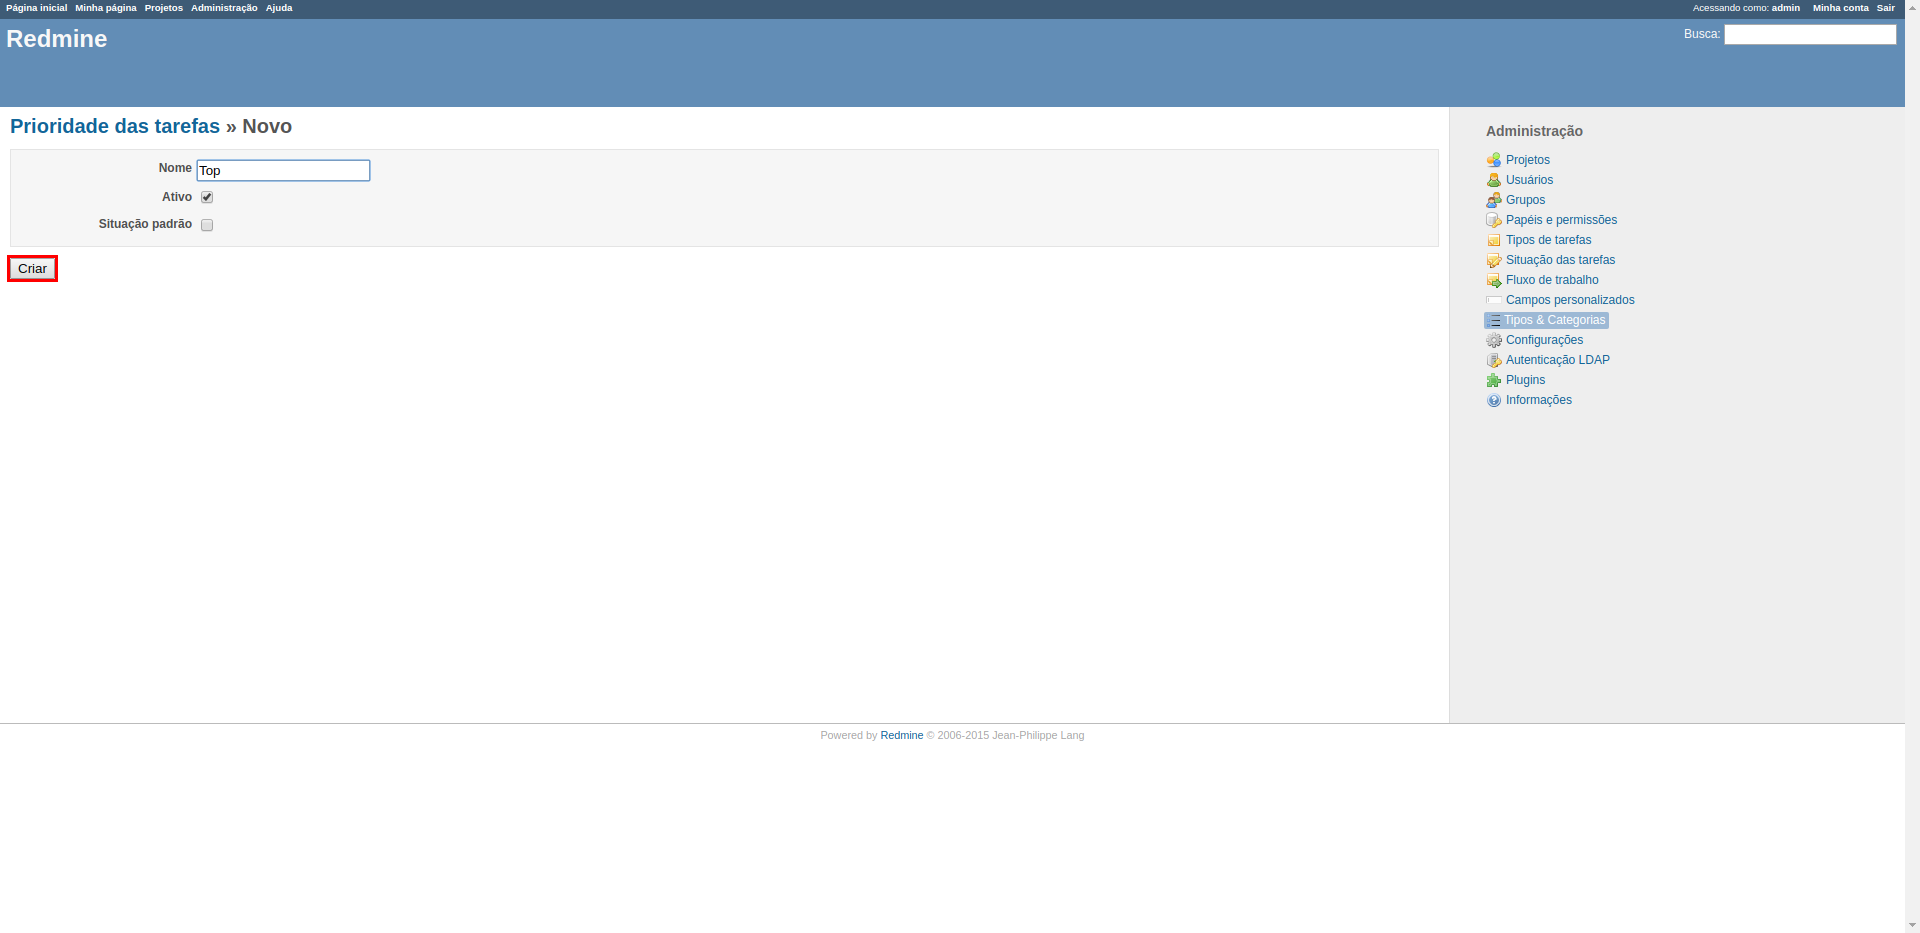 Página inicial Minha página Projetos Administração Ajuda
Acessando como: admin Minha conta Sair
Redmine
Busca:
Prioridade das tarefas » Novo
Nome Top
Ativo
Situação padrão
Criar
Administração
Projetos
Usuários
Grupos
Papéis e permissões
Tipos de tarefas
Situação das tarefas
Fluxo de trabalho
Campos personalizados
Tipos & Categorias
Configurações
Autenticação LDAP
Plugins
Informações
Powered by Redmine © 2006-2015 Jean-Philippe Lang